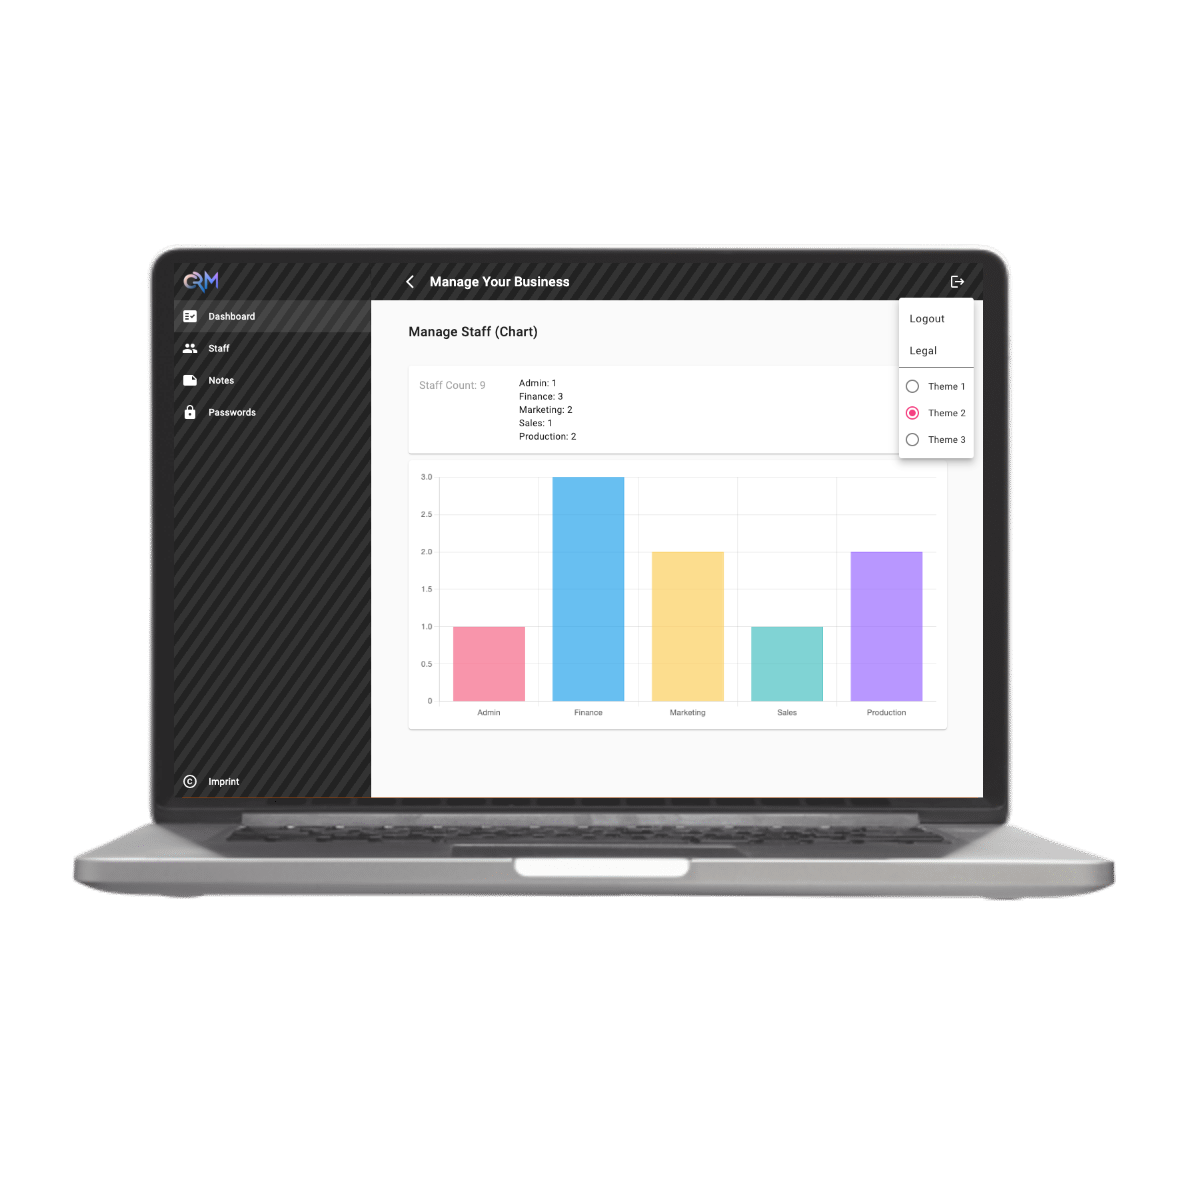 CRM
Manage Your Business
Dashboard
Staff
Notes
Passwords
Imprint
Manage Staff (Chart)
Staff Count: 9
Admin: 1
Finance: 3
Marketing: 2
Sales: 1
Production: 2
Logout
Legal
Theme 1
Theme 2
Theme 3
3.0
2.5
2.0
1.5
1.0
0.5
0
Admin Finance Marketing Sales Production